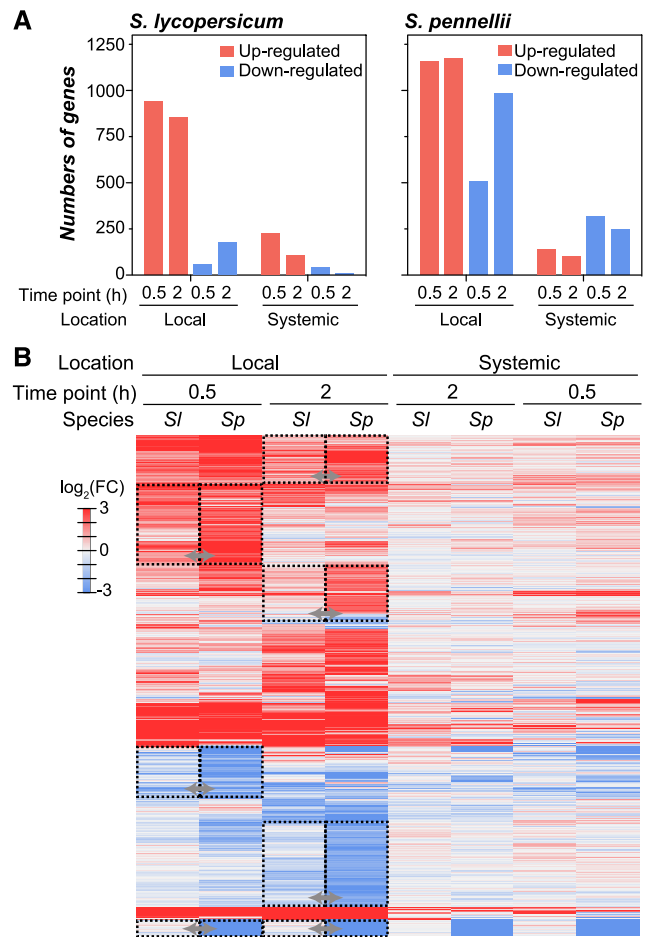 A
S. lycopersicum
S. pennellii
Numbers of genes
1250
1000
750
500
250
0
Up-regulated
Down-regulated
Up-regulated
Down-regulated
Time point (h) 0.5 2 0.5 2 0.5 2 0.5 2 0.5 2 0.5 2 0.5 2 0.5 2
Location Local Systemic Local Systemic
B
Location Local Systemic
Time point (h) 0.5 2 2 0.5
Species Sl Sp Sl Sp Sl Sp Sl Sp
log2(FC)
3
0
-3